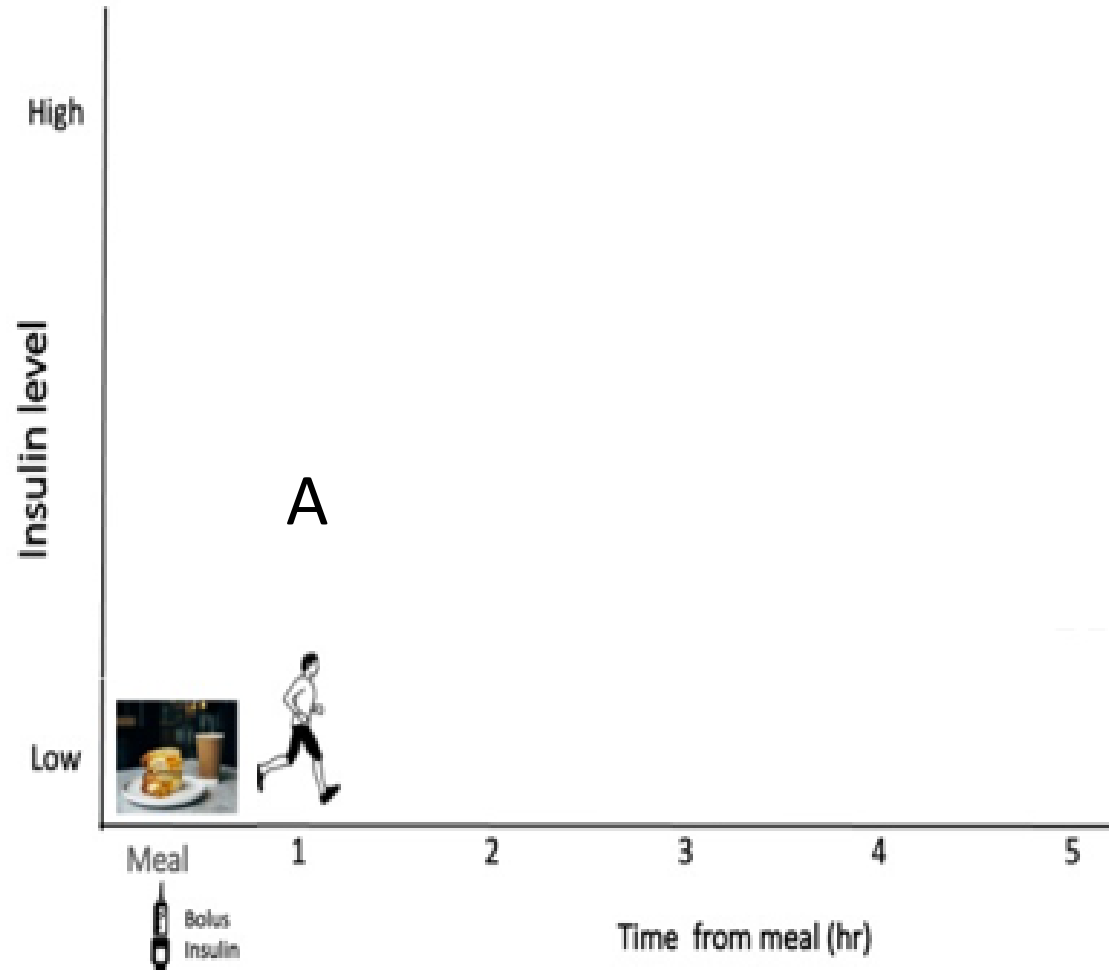 High
Insulin level
A
Low
Meal
1
2
3
4
5
Bolus
Insulin
Time from meal (hr)